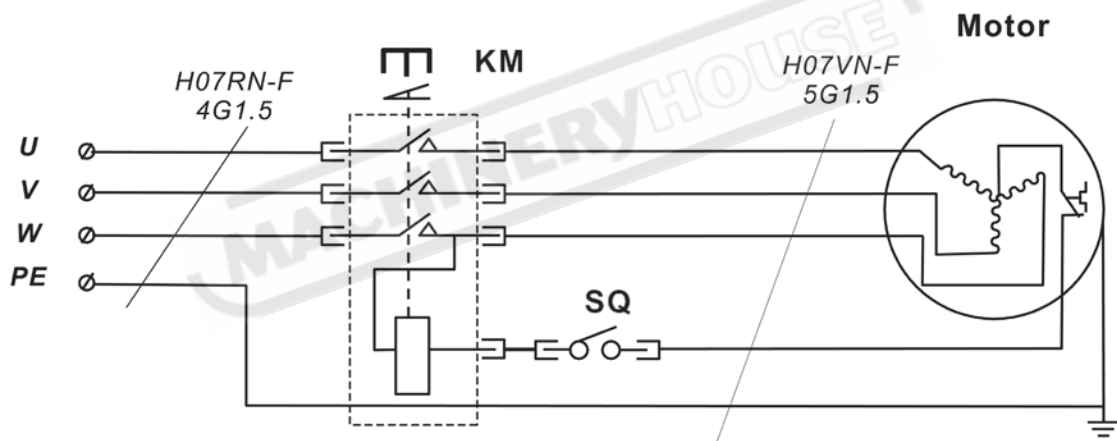 Motor
KM
H07RN-F
4G1.5
H07VN-F
5G1.5
MACHINERYHOUSE
U
V
W
PE
SQ